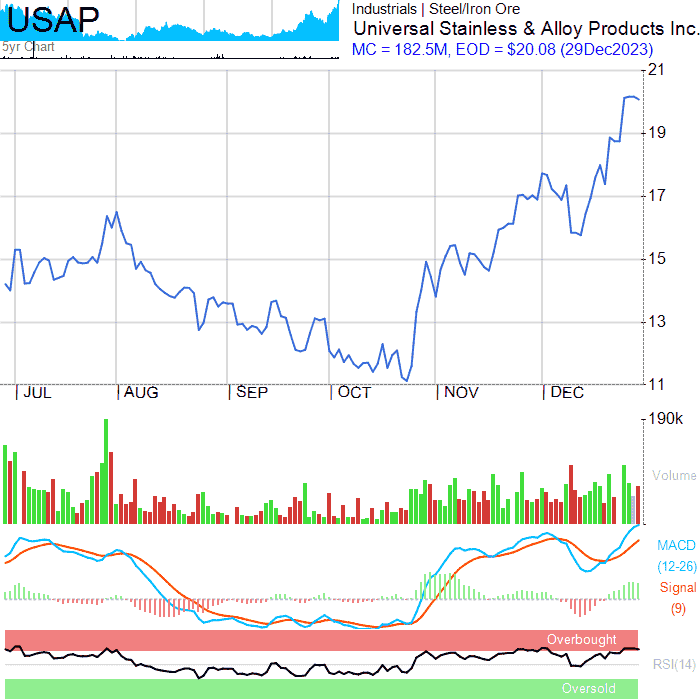 USAP
5yr Chart
Industrials | Steel/Iron Ore
Universal Stainless & Alloy Products Inc.
MC = 182.5M, EOD = $20.08 (29Dec2023)
21
19
17
15
13
11
JUL AUG SEP OCT NOV DEC
190k
Volume
MACD
(12-26)
Signal
(9)
Overbought
RSI(14)
Oversold